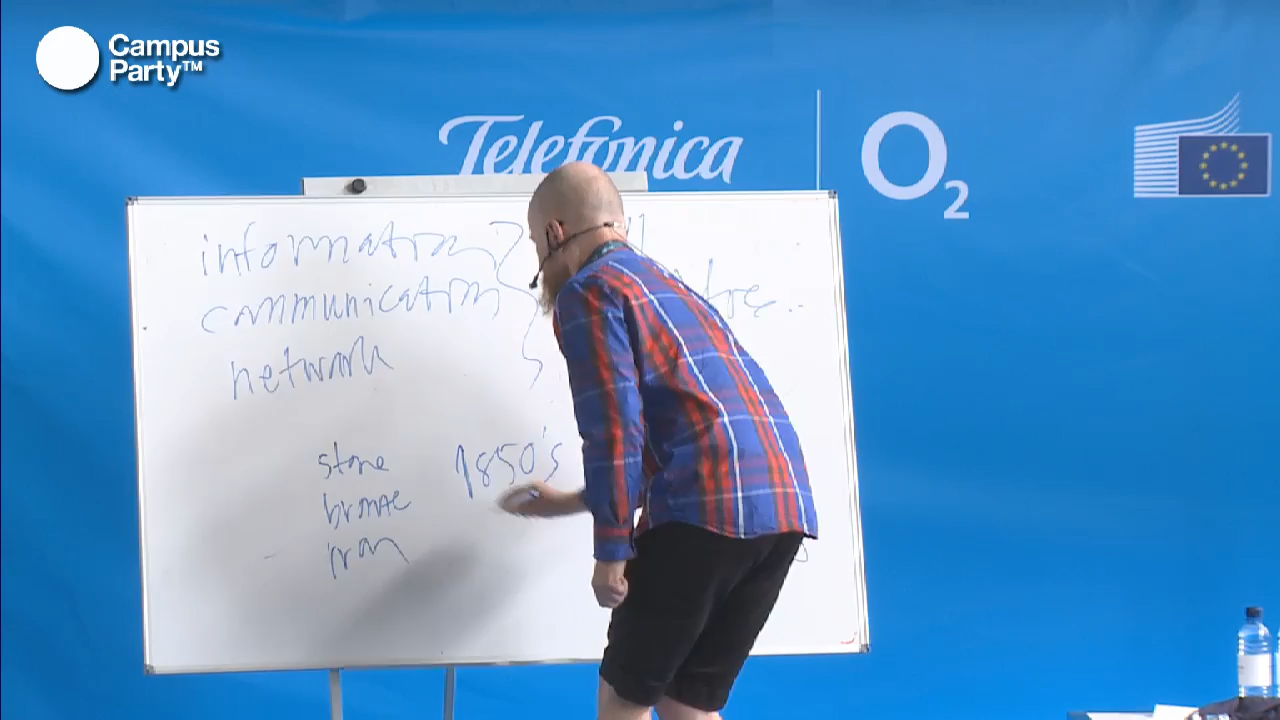 Campus
Party™
Telefónica
O2
information
communication
network
stone
1850's
bronze
iron